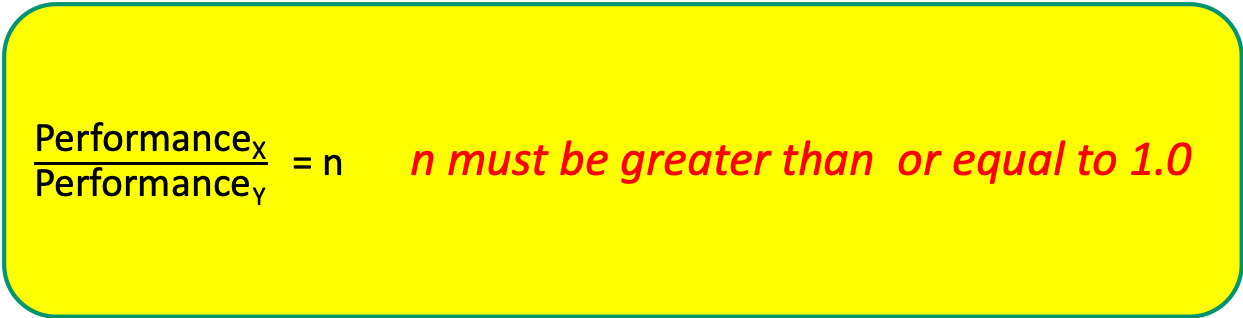 Performance_X
Performance_Y
= n
n must be greater than or equal to 1.0